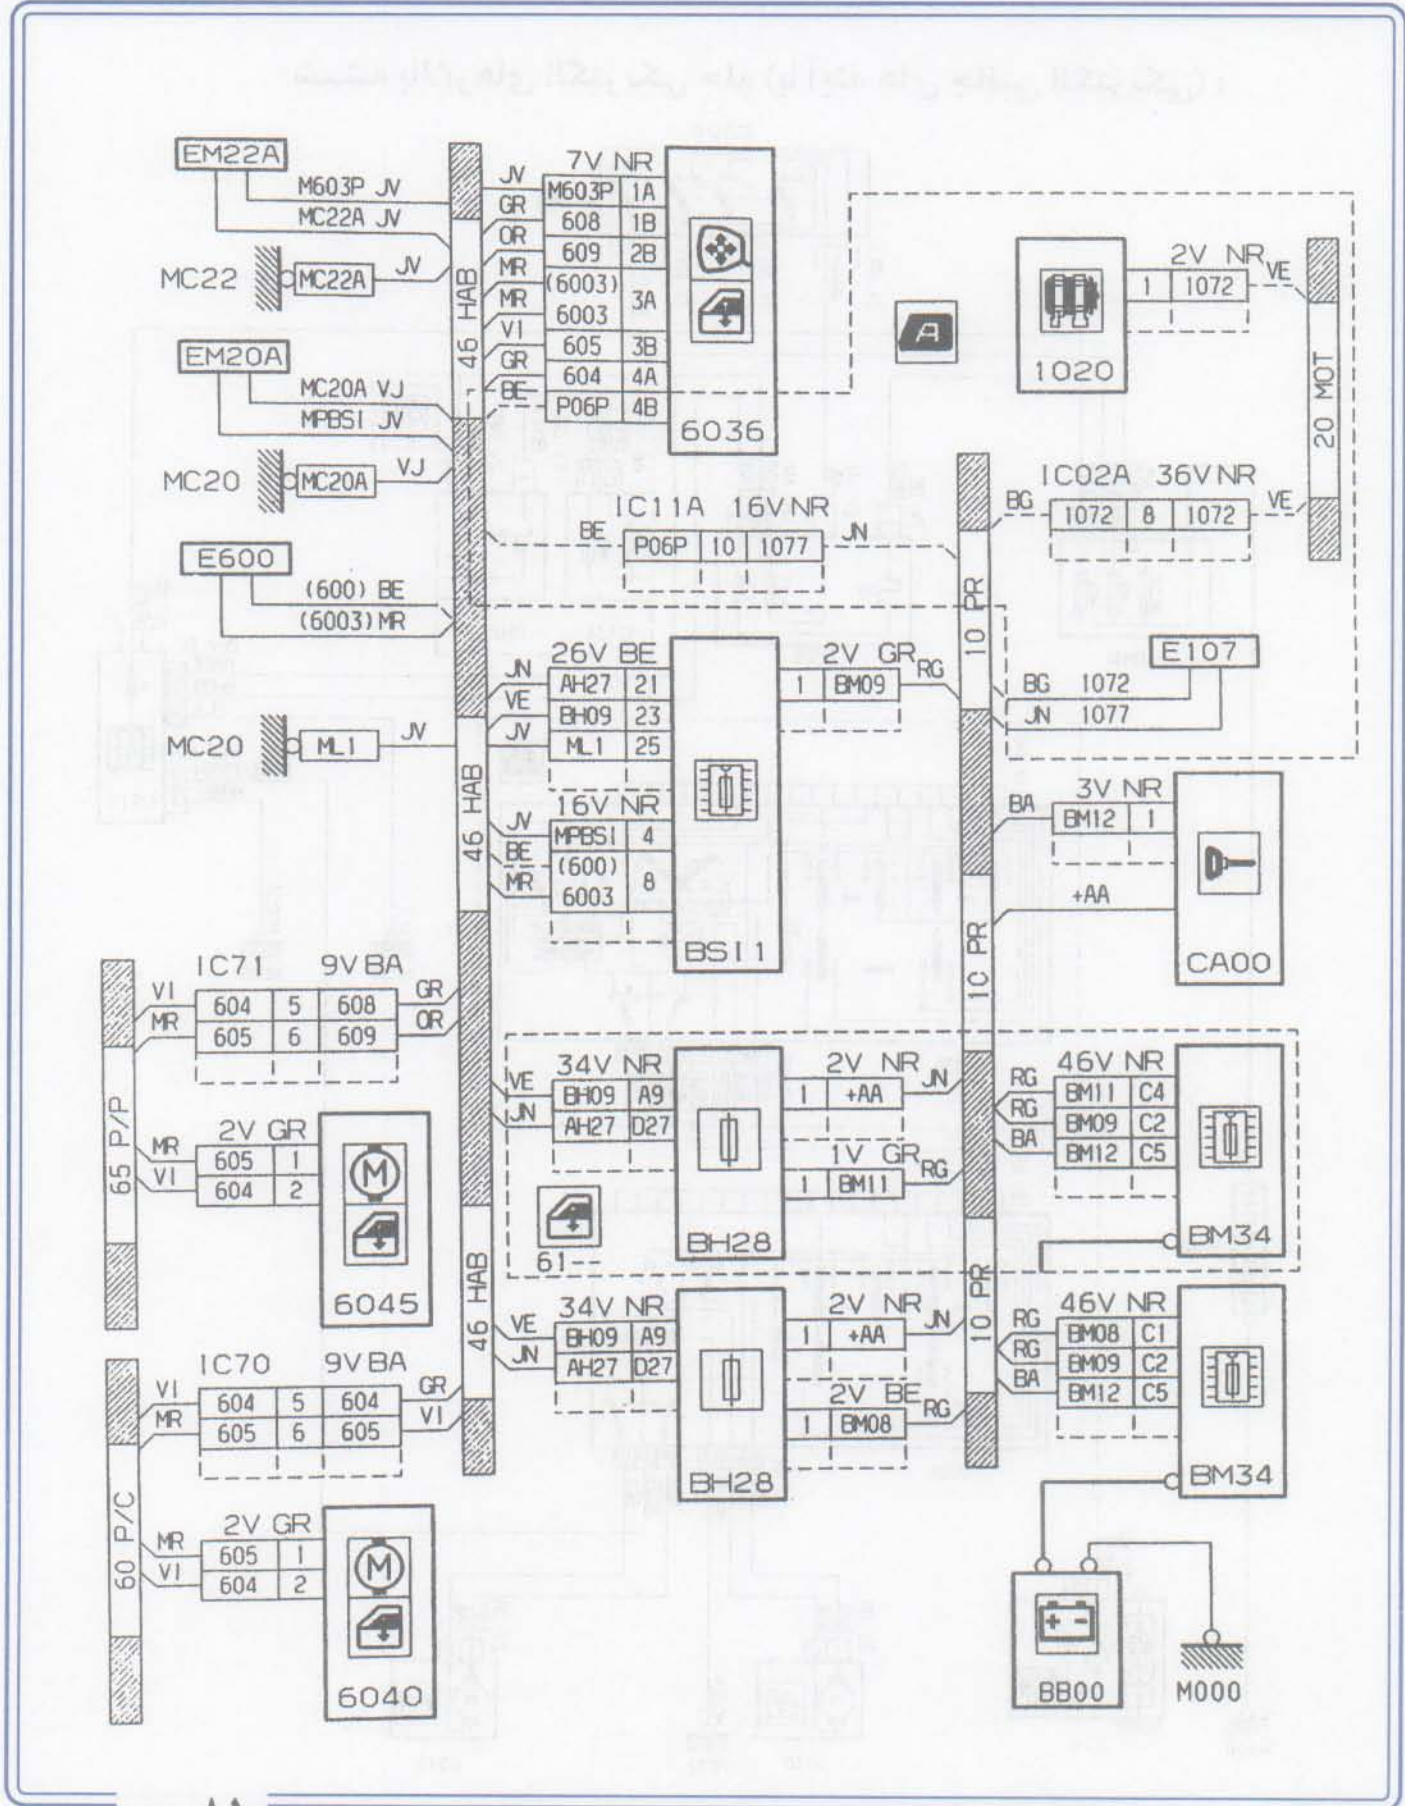 EM22A
M603P JV
MC22A JV
MC22
MC22A
JV
EM20A
MC20A VJ
MPBS1 JV
MC20
MC20A
VJ
E600
(600) BE
(6003) MR
MC20
ML1
JV
46 HAB
7V NR
JV M603P 1A
GR 608 1B
OR 609 2B
MR (6003) 3A
MR 6003
VI 605 3B
GR 604 4A
BE P06P 4B
6036
A
1020
2V NR
1 1072
VE
20 MOT
1C02A 36V NR
BG 1072 8 1072 VE
1C11A 16V NR
BE P06P 10 1077 JN
10 PR
E107
BG 1072
JN 1077
46 HAB
26V BE
JN AH27 21
VE BH09 23
JV ML1 25
16V NR
JV MPBS1 4
BE (600) 8
MR 6003
BSI1
2V GR
1 BM09 RG
3V NR
BA BM12 1
+AA
CA00
10 PR
65 P/P
1C71 9V BA
VI 604 5 608 GR
MR 605 6 609 OR
2V GR
MR 605 1
VI 604 2
M
6045
46 HAB
34V NR
VE BH09 A9
JN AH27 D27
61--
BH28
2V NR
1 +AA JN
1V GR
1 BM11 RG
46V NR
RG BM11 C4
RG BM09 C2
BA BM12 C5
BM34
10 PR
34V NR
VE BH09 A9
JN AH27 D27
BH28
2V NR
1 +AA JN
2V BE
1 BM08 RG
46V NR
RG BM08 C1
RG BM09 C2
BA BM12 C5
BM34
60 P/C
1C70 9V BA
VI 604 5 604 GR
MR 605 6 605 VI
2V GR
MR 605 1
VI 604 2
M
6040
+ -
BB00
M000